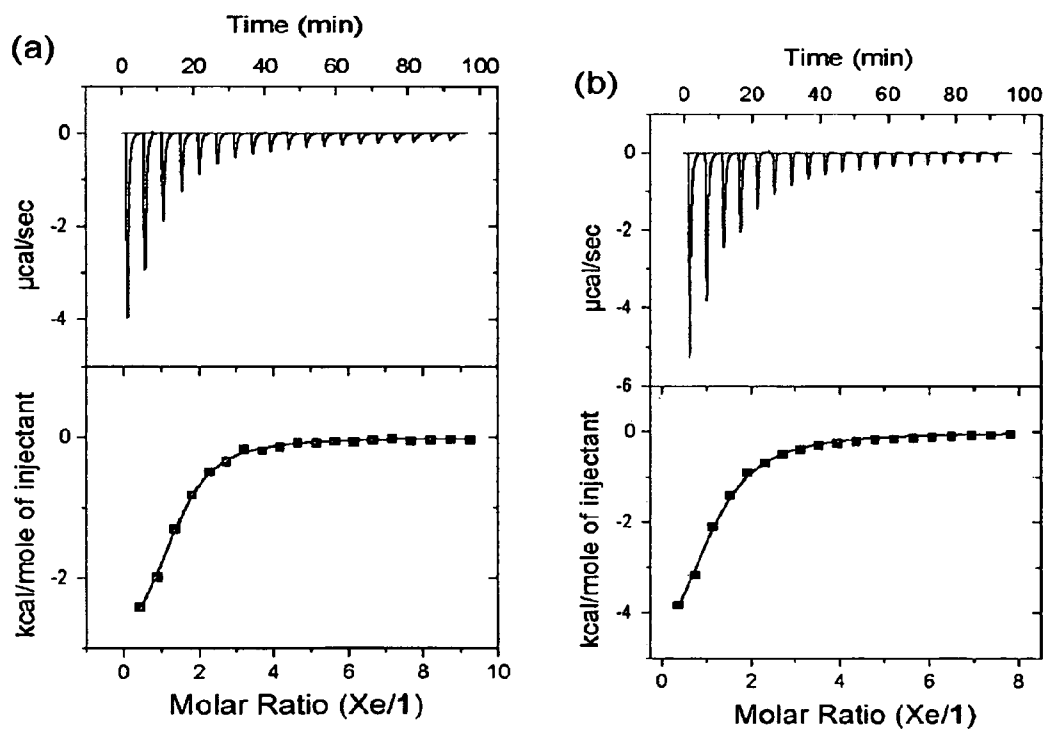 (a)
Time (min)
0 20 40 60 80 100
0
-2
-4
µcal/sec
0
-2
kcal/mole of injectant
0 2 4 6 8 10
Molar Ratio (Xe/1)
(b)
Time (min)
0 20 40 60 80 100
0
-2
-4
-6
µcal/sec
0
-2
-4
kcal/mole of injectant
0 2 4 6 8
Molar Ratio (Xe/1)